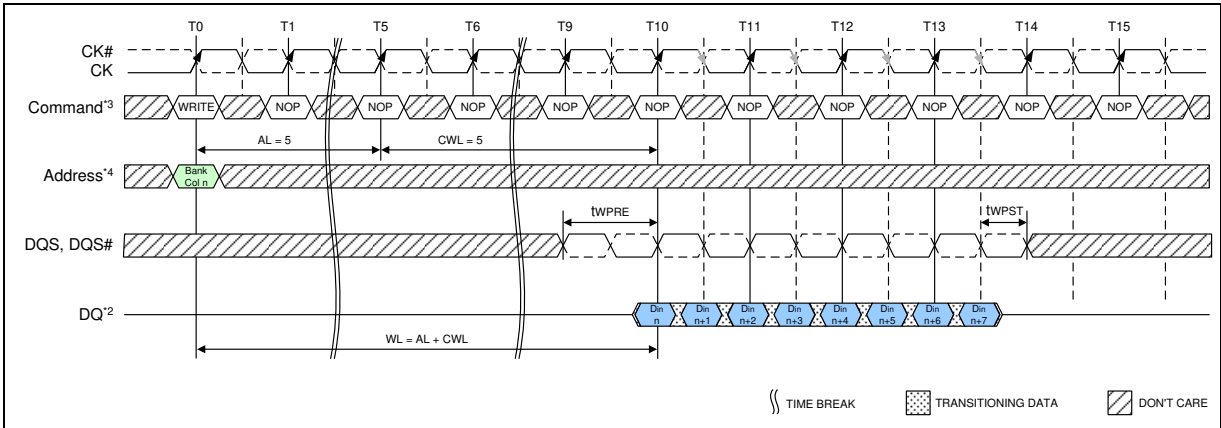 T0 T1 T5 T6 T9 T10 T11 T12 T13 T14 T15
CK#
CK
Command*3 WRITE NOP NOP NOP NOP NOP NOP NOP NOP NOP NOP
AL = 5 CWL = 5
Address*4 Bank
Col n
tWPRE tWPST
DQS, DQS#
DQ*2 Din Din Din Din Din Din Din Din
n n+1 n+2 n+3 n+4 n+5 n+6 n+7
WL = AL + CWL
TIME BREAK TRANSITIONING DATA DON'T CARE